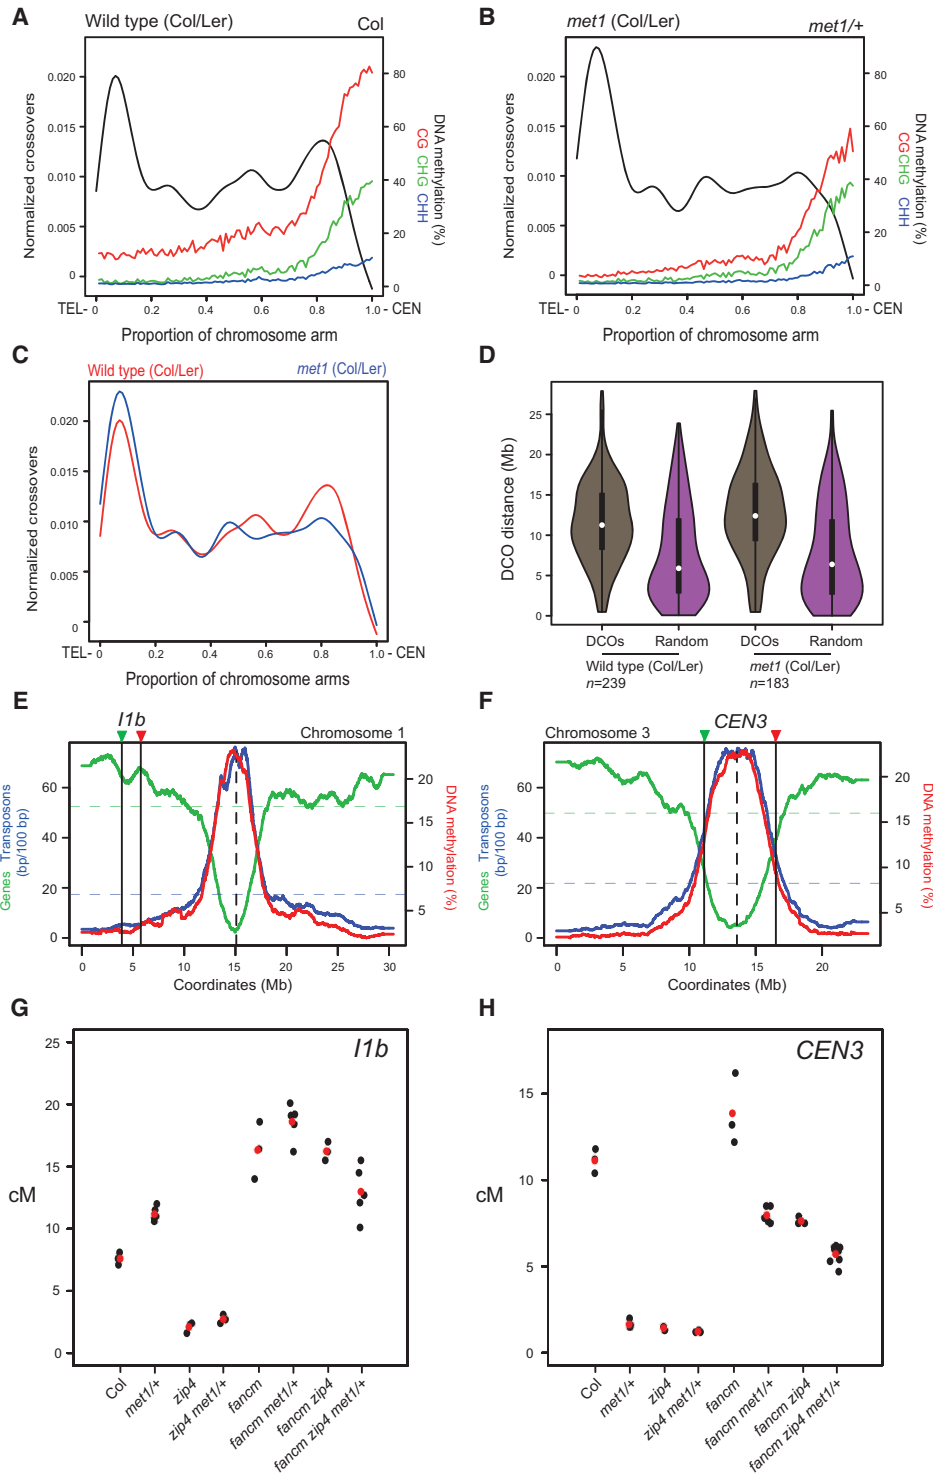 A
Wild type (Col/Ler)
Col
Normalized crossovers
0.020
0.015
0.010
0.005
0
80
60
40
20
0
DNA methylation (%)
CG CHG CHH
TEL- 0 0.2 0.4 0.6 0.8 1.0 - CEN
Proportion of chromosome arm
B
met1 (Col/Ler)
met1/+
Normalized crossovers
0.020
0.015
0.010
0.005
0
80
60
40
20
0
DNA methylation (%)
CG CHG CHH
TEL- 0 0.2 0.4 0.6 0.8 1.0 - CEN
Proportion of chromosome arm
C
Wild type (Col/Ler)
met1 (Col/Ler)
Normalized crossovers
0.020
0.015
0.010
0.005
0
TEL- 0 0.2 0.4 0.6 0.8 1.0 - CEN
Proportion of chromosome arms
D
DCO distance (Mb)
25
20
15
10
5
0
DCOs Random DCOs Random
Wild type (Col/Ler)
n=239
met1 (Col/Ler)
n=183
E
I1b
Chromosome 1
Genes Transposons
(bp/100 bp)
60
40
20
0
20
15
10
5
DNA methylation (%)
0 5 10 15 20 25 30
Coordinates (Mb)
F
Chromosome 3
CEN3
Genes Transposons
(bp/100 bp)
60
40
20
0
20
15
10
5
DNA methylation (%)
0 5 10 15 20
Coordinates (Mb)
G
I1b
cM
25
20
15
10
5
0
Col
met1/+
zip4
zip4 met1/+
fancm
fancm met1/+
fancm zip4
fancm zip4 met1/+
H
CEN3
cM
15
10
5
0
Col
met1/+
zip4
zip4 met1/+
fancm
fancm met1/+
fancm zip4
fancm zip4 met1/+